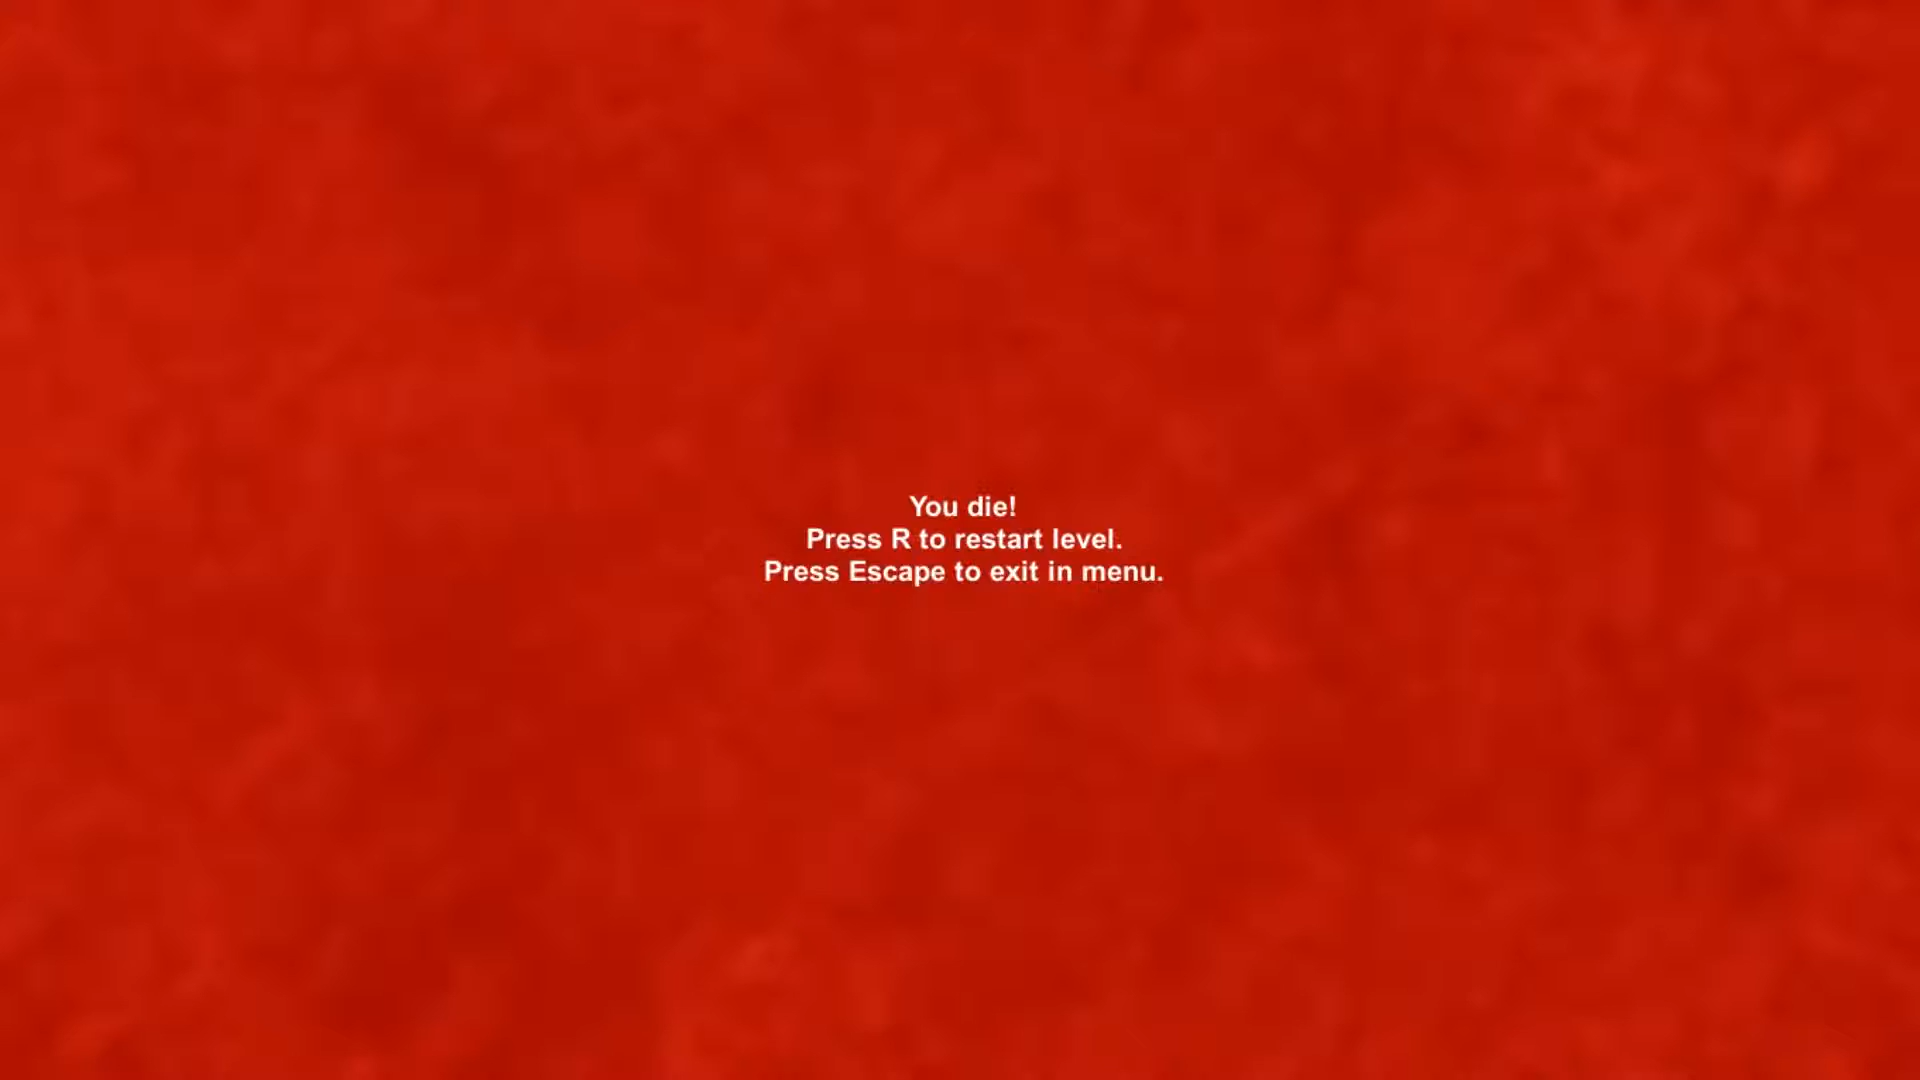 You die!
Press R to restart level.
Press Escape to exit in menu.